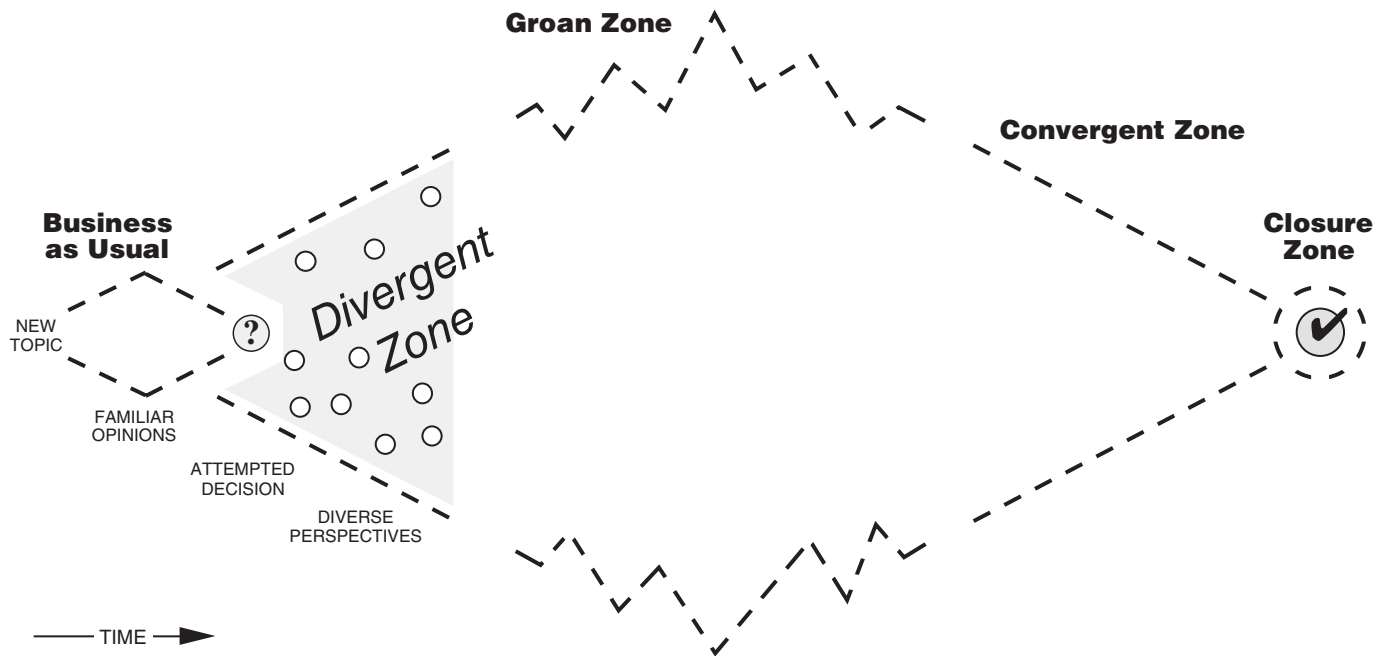 Groan Zone
Convergent Zone
Business
as Usual
Closure
Zone
Divergent
Zone
NEW
TOPIC
?
FAMILIAR
OPINIONS
ATTEMPTED
DECISION
DIVERSE
PERSPECTIVES
TIME